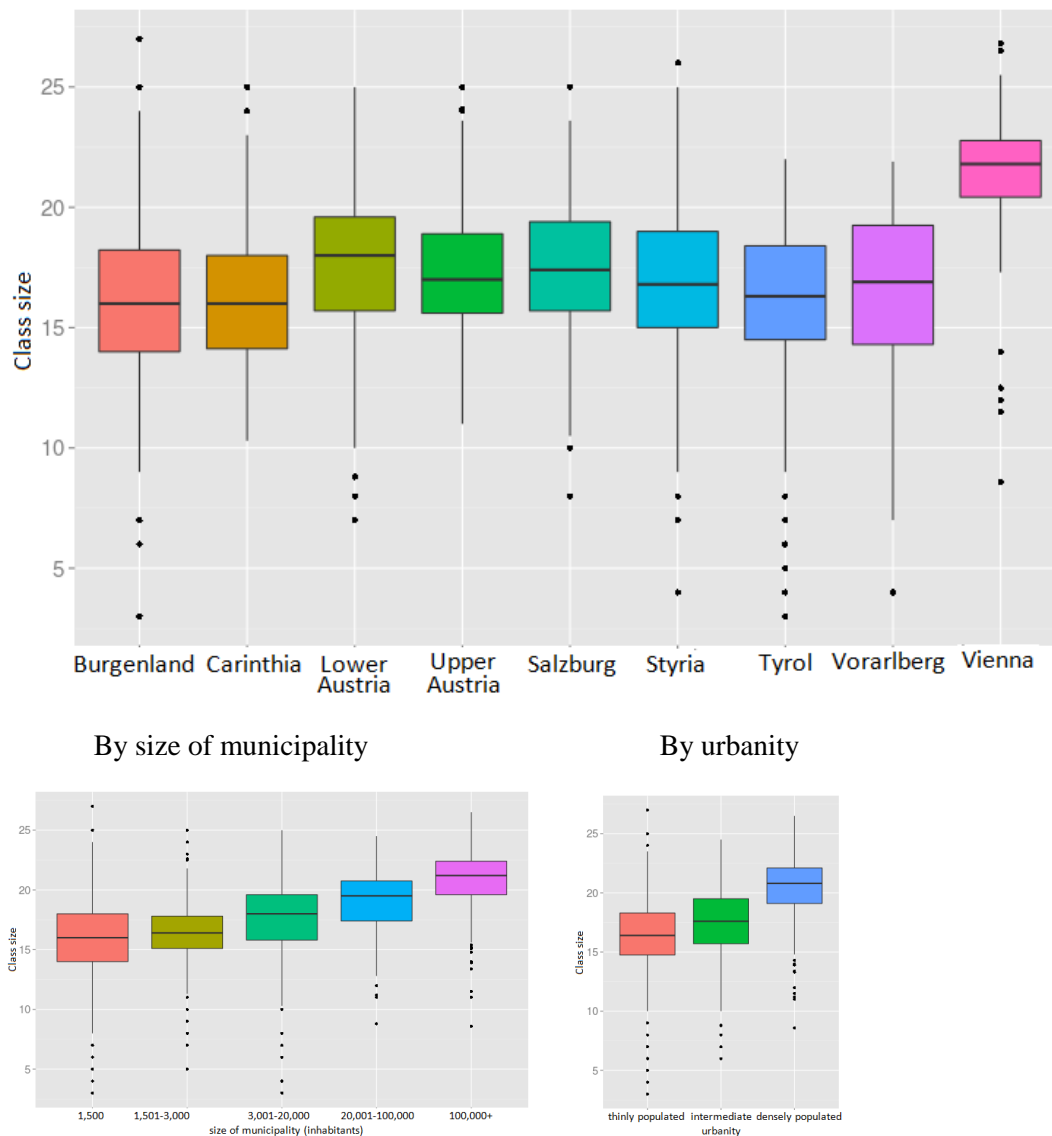 25
20
15
10
5
Class size
Burgenland Carinthia Lower Austria Upper Austria Salzburg Styria Tyrol Vorarlberg Vienna
By size of municipality
By urbanity
25
20
15
10
5
Class size
1,500 1,501-3,000 3,001-20,000 20,001-100,000 100,000+
size of municipality (inhabitants)
25
20
15
10
5
Class size
thinly populated intermediate densely populated
urbanity